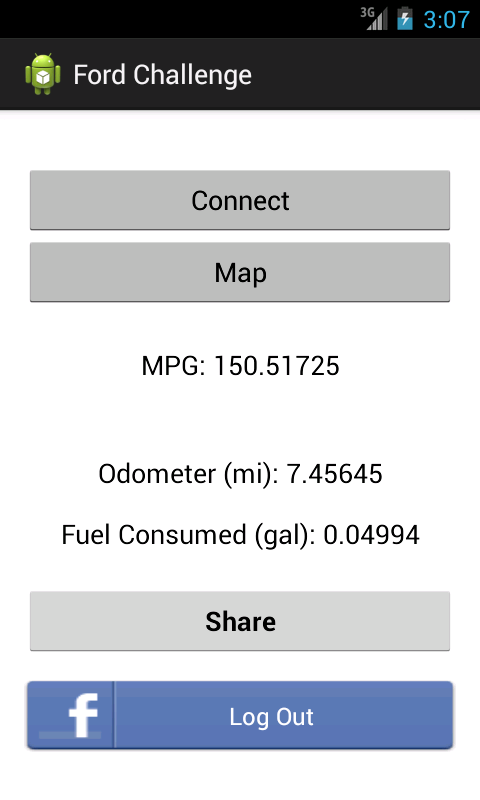 3G 3:07
Ford Challenge
Connect
Map
MPG: 150.51725
Odometer (mi): 7.45645
Fuel Consumed (gal): 0.04994
Share
f Log Out